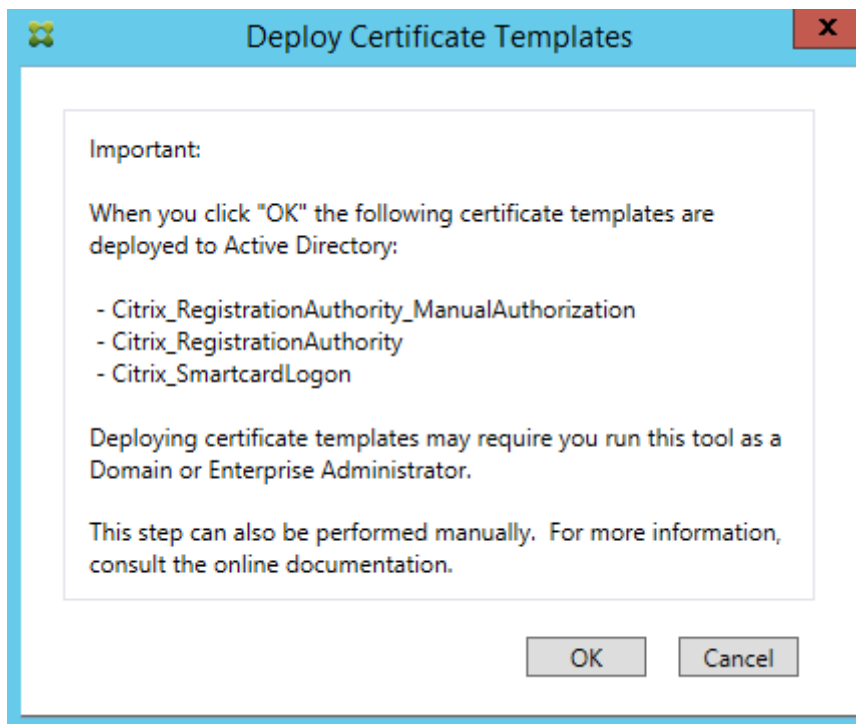 Deploy Certificate Templates
x
Important:
When you click "OK" the following certificate templates are
deployed to Active Directory:
- Citrix_RegistrationAuthority_ManualAuthorization
- Citrix_RegistrationAuthority
- Citrix_SmartcardLogon
Deploying certificate templates may require you run this tool as a
Domain or Enterprise Administrator.
This step can also be performed manually.  For more information,
consult the online documentation.
OK
Cancel